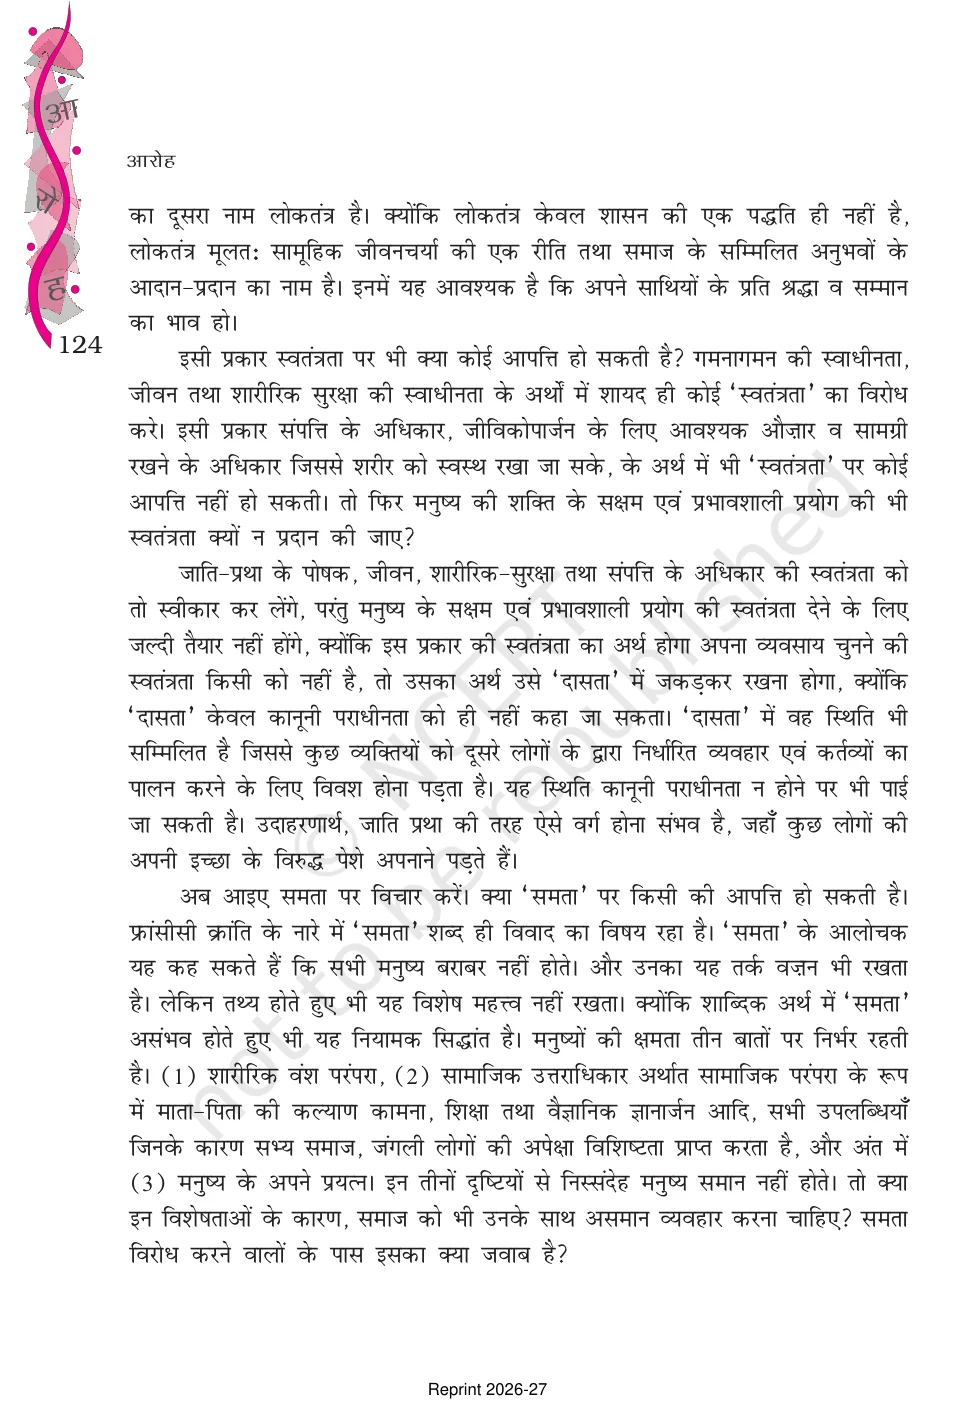 आ
रो
ह
आरोह
124
का दूसरा नाम लोकतंत्र है। क्योंकि लोकतंत्र केवल शासन की एक पद्धति ही नहीं है,
लोकतंत्र मूलतः सामूहिक जीवनचर्या की एक रीति तथा समाज के सम्मिलित अनुभवों के
आदान-प्रदान का नाम है। इनमें यह आवश्यक है कि अपने साथियों के प्रति श्रद्धा व सम्मान
का भाव हो।
इसी प्रकार स्वतंत्रता पर भी क्या कोई आपत्ति हो सकती है? गमनागमन की स्वाधीनता,
जीवन तथा शारीरिक सुरक्षा की स्वाधीनता के अर्थों में शायद ही कोई ‘स्वतंत्रता’ का विरोध
करे। इसी प्रकार संपत्ति के अधिकार, जीविकोपार्जन के लिए आवश्यक औज़ार व सामग्री
रखने के अधिकार जिससे शरीर को स्वस्थ रखा जा सके, के अर्थ में भी ‘स्वतंत्रता’ पर कोई
आपत्ति नहीं हो सकती। तो फिर मनुष्य की शक्ति के सक्षम एवं प्रभावशाली प्रयोग की भी
स्वतंत्रता क्यों न प्रदान की जाए?
जाति-प्रथा के पोषक, जीवन, शारीरिक-सुरक्षा तथा संपत्ति के अधिकार की स्वतंत्रता को
तो स्वीकार कर लेंगे, परंतु मनुष्य के सक्षम एवं प्रभावशाली प्रयोग की स्वतंत्रता देने के लिए
जल्दी तैयार नहीं होंगे, क्योंकि इस प्रकार की स्वतंत्रता का अर्थ होगा अपना व्यवसाय चुनने की
स्वतंत्रता किसी को नहीं है, तो उसका अर्थ उसे ‘दासता’ में जकड़कर रखना होगा, क्योंकि
‘दासता’ केवल कानूनी पराधीनता को ही नहीं कहा जा सकता। ‘दासता’ में वह स्थिति भी
सम्मिलित है जिससे कुछ व्यक्तियों को दूसरे लोगों के द्वारा निर्धारित व्यवहार एवं कर्तव्यों का
पालन करने के लिए विवश होना पड़ता है। यह स्थिति कानूनी पराधीनता न होने पर भी पाई
जा सकती है। उदाहरणार्थ, जाति प्रथा की तरह ऐसे वर्ग होना संभव है, जहाँ कुछ लोगों की
अपनी इच्छा के विरुद्ध पेशे अपनाने पड़ते हैं।
अब आइए समता पर विचार करें। क्या ‘समता’ पर किसी की आपत्ति हो सकती है।
फ्रांसीसी क्रांति के नारे में ‘समता’ शब्द ही विवाद का विषय रहा है। ‘समता’ के आलोचक
यह कह सकते हैं कि सभी मनुष्य बराबर नहीं होते। और उनका यह तर्क वज़न भी रखता
है। लेकिन तथ्य होते हुए भी यह विशेष महत्त्व नहीं रखता। क्योंकि शाब्दिक अर्थ में ‘समता’
असंभव होते हुए भी यह नियामक सिद्धांत है। मनुष्यों की क्षमता तीन बातों पर निर्भर रहती
है। (1) शारीरिक वंश परंपरा, (2) सामाजिक उत्तराधिकार अर्थात सामाजिक परंपरा के रूप
में माता-पिता की कल्याण कामना, शिक्षा तथा वैज्ञानिक ज्ञानार्जन आदि, सभी उपलब्धियाँ
जिनके कारण सभ्य समाज, जंगली लोगों की अपेक्षा विशिष्टता प्राप्त करता है, और अंत में
(3) मनुष्य के अपने प्रयत्न। इन तीनों दृष्टियों से निस्संदेह मनुष्य समान नहीं होते। तो क्या
इन विशेषताओं के कारण, समाज को भी उनके साथ असमान व्यवहार करना चाहिए? समता
विरोध करने वालों के पास इसका क्या जवाब है?
© NCERT
not to be republished
Reprint 2026-27